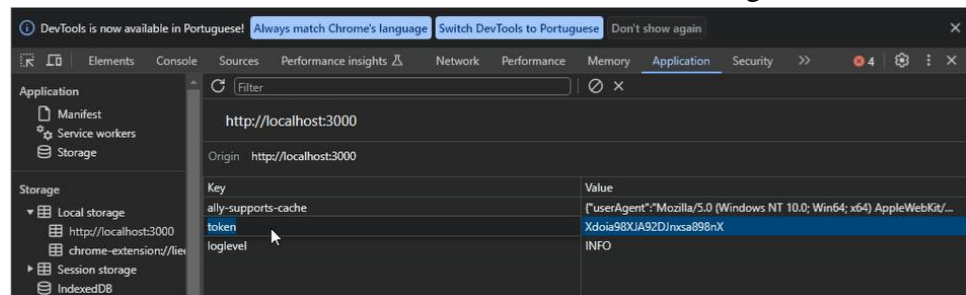 DevTools is now available in Portuguese! Always match Chrome's language Switch DevTools to Portuguese Don't show again
Elements Console Sources Performance insights Network Performance Memory Application Security >> 4
Application
Manifest
Service workers
Storage
Storage
Local storage
http://localhost:3000
chrome-extension://lie
Session storage
IndexedDB
Filter
http://localhost:3000
Origin http://localhost:3000
Key Value
ally-supports-cache {"userAgent":"Mozilla/5.0 (Windows NT 10.0; Win64; x64) AppleWebKit/...
token Xdoia98XJA92DJnxsa898nX
loglevel INFO